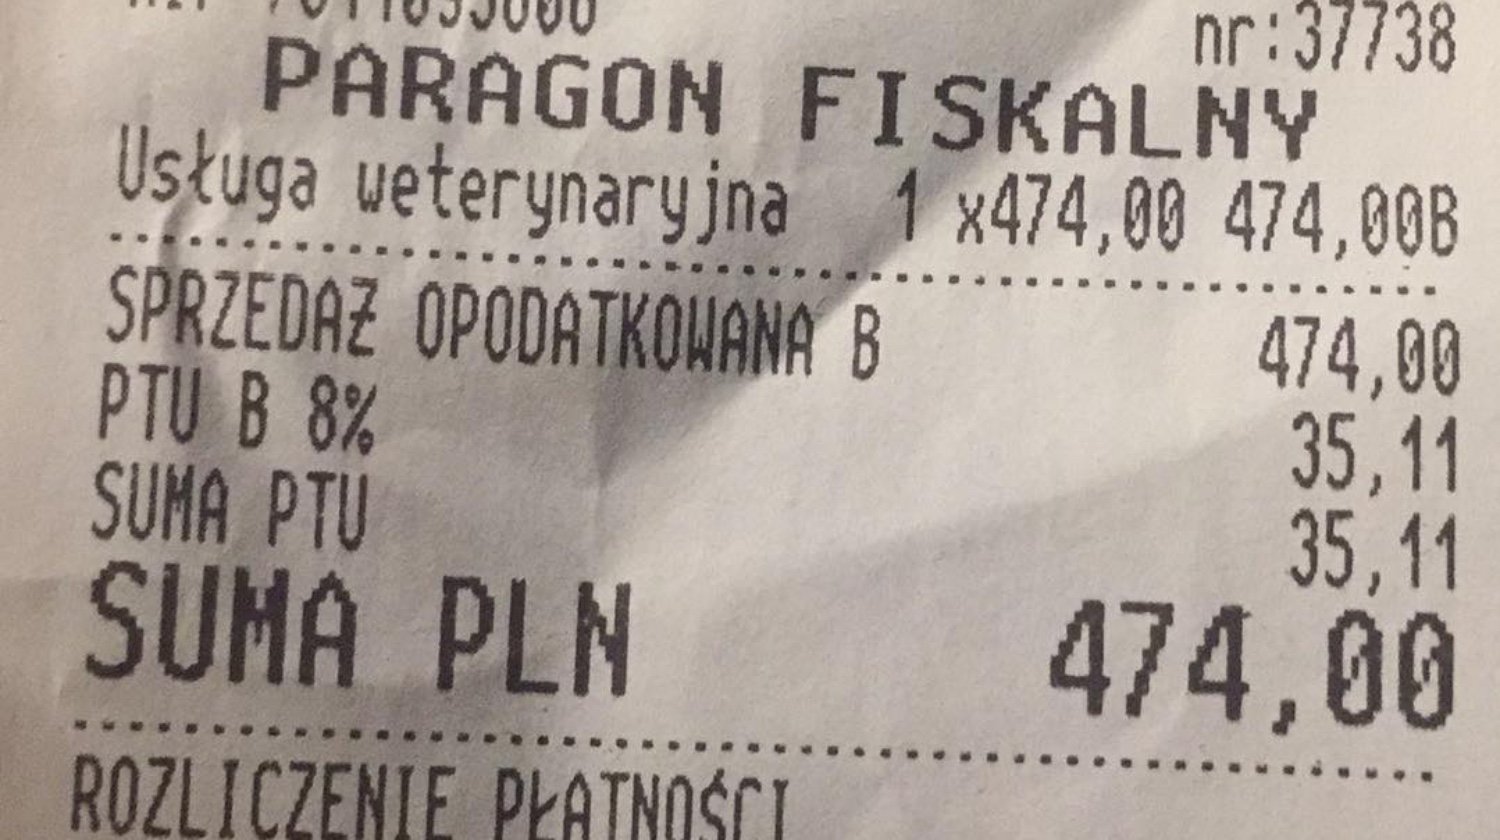 nr:37738
PARAGON FISKALNY
Usługa weterynaryjna 1 x474,00 474,00B
SPRZEDAŻ OPODATKOWANA B 474,00
PTU B 8% 35,11
SUMA PTU 35,11
SUMA PLN 474,00
ROZLICZENIE PŁATNOŚCI